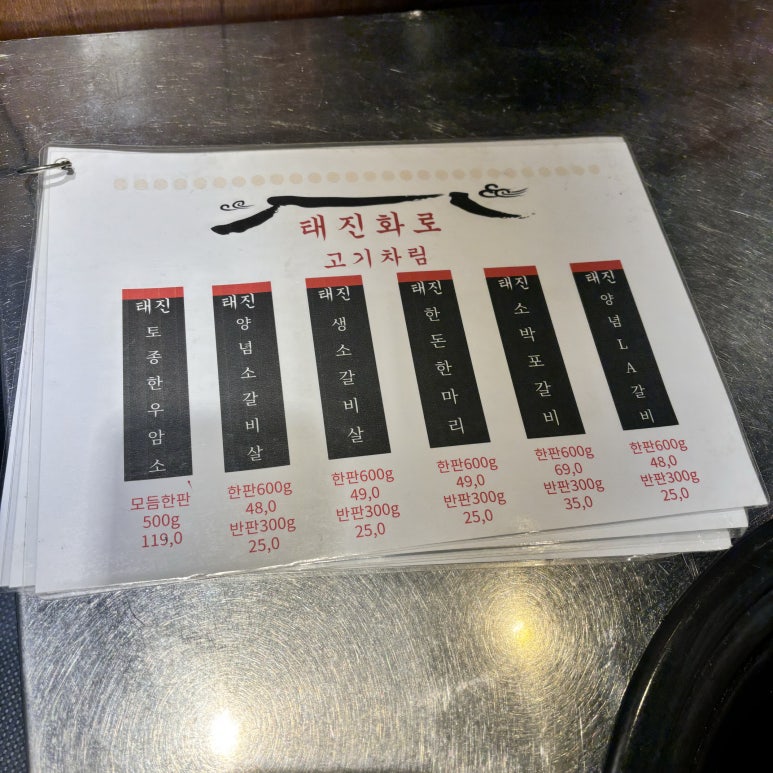 태진화로
고기차림
태진 토종한우암소
모듬한판
500g
119,0
태진 양념소갈비살
한판600g
48,0
반판300g
25,0
태진 생소갈비살
한판600g
49,0
반판300g
25,0
태진 한돈한마리
한판600g
49,0
반판300g
25,0
태진 소박포갈비
한판600g
69,0
반판300g
35,0
태진 양념LA갈비
한판600g
48,0
반판300g
25,0